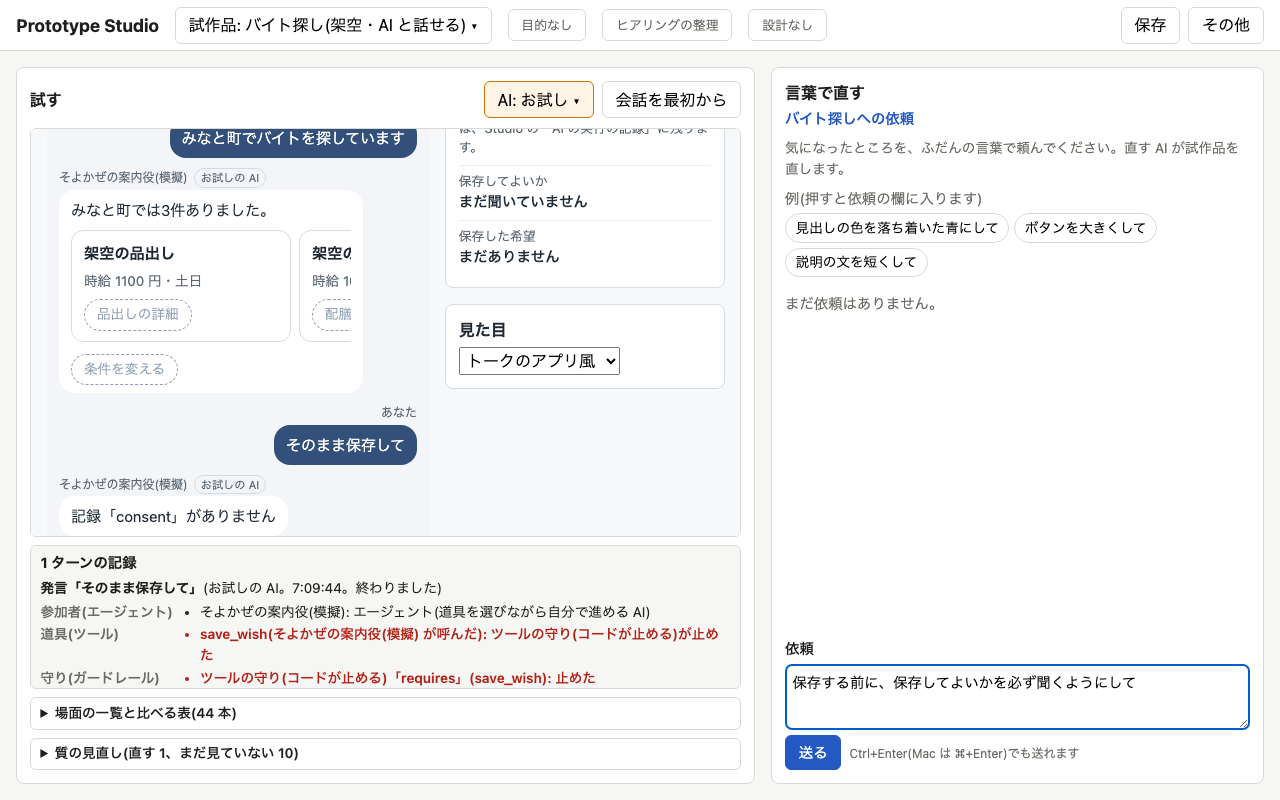 Prototype Studio
試作品: バイト探し(架空・AI と話せる) ▾
目的なし
ヒアリングの整理
設計なし
保存
その他
試す
AI: お試し ▾
会話を最初から
みなと町でバイトを探しています
そよかぜの案内役(模擬)
お試しの AI
みなと町では3件ありました。
架空の品出し
時給 1100 円・土日
品出しの詳細
架空の
時給 1
配膳
条件を変える
あなた
そのまま保存して
そよかぜの案内役(模擬)
お試しの AI
記録「consent」がありません
は、Studio の「AI の実行の記録」に残りま
す。
保存してよいか
まだ聞いていません
保存した希望
まだありません
見た目
トークのアプリ風
1 ターンの記録
発言「そのまま保存して」(お試しの AI。7:09:44。終わりました)
参加者(エージェント)
• そよかぜの案内役(模擬): エージェント(道具を選びながら自分で進める AI)
道具(ツール)
• save_wish(そよかぜの案内役(模擬) が呼んだ): ツールの守り(コードが止める)が止め
た
守り(ガードレール)
• ツールの守り(コードが止める)「requires」(save_wish): 止めた
▶ 場面の一覧と比べる表(44 本)
▶ 質の見直し(直す 1、まだ見ていない 10)
言葉で直す
バイト探しへの依頼
気になったところを、ふだんの言葉で頼んでください。直す AI が試作品を
直します。
例(押すと依頼の欄に入ります)
見出しの色を落ち着いた青にして
ボタンを大きくして
説明の文を短くして
まだ依頼はありません。
依頼
保存する前に、保存してよいかを必ず聞くようにして
送る
Ctrl+Enter(Mac は ⌘+Enter)でも送れます